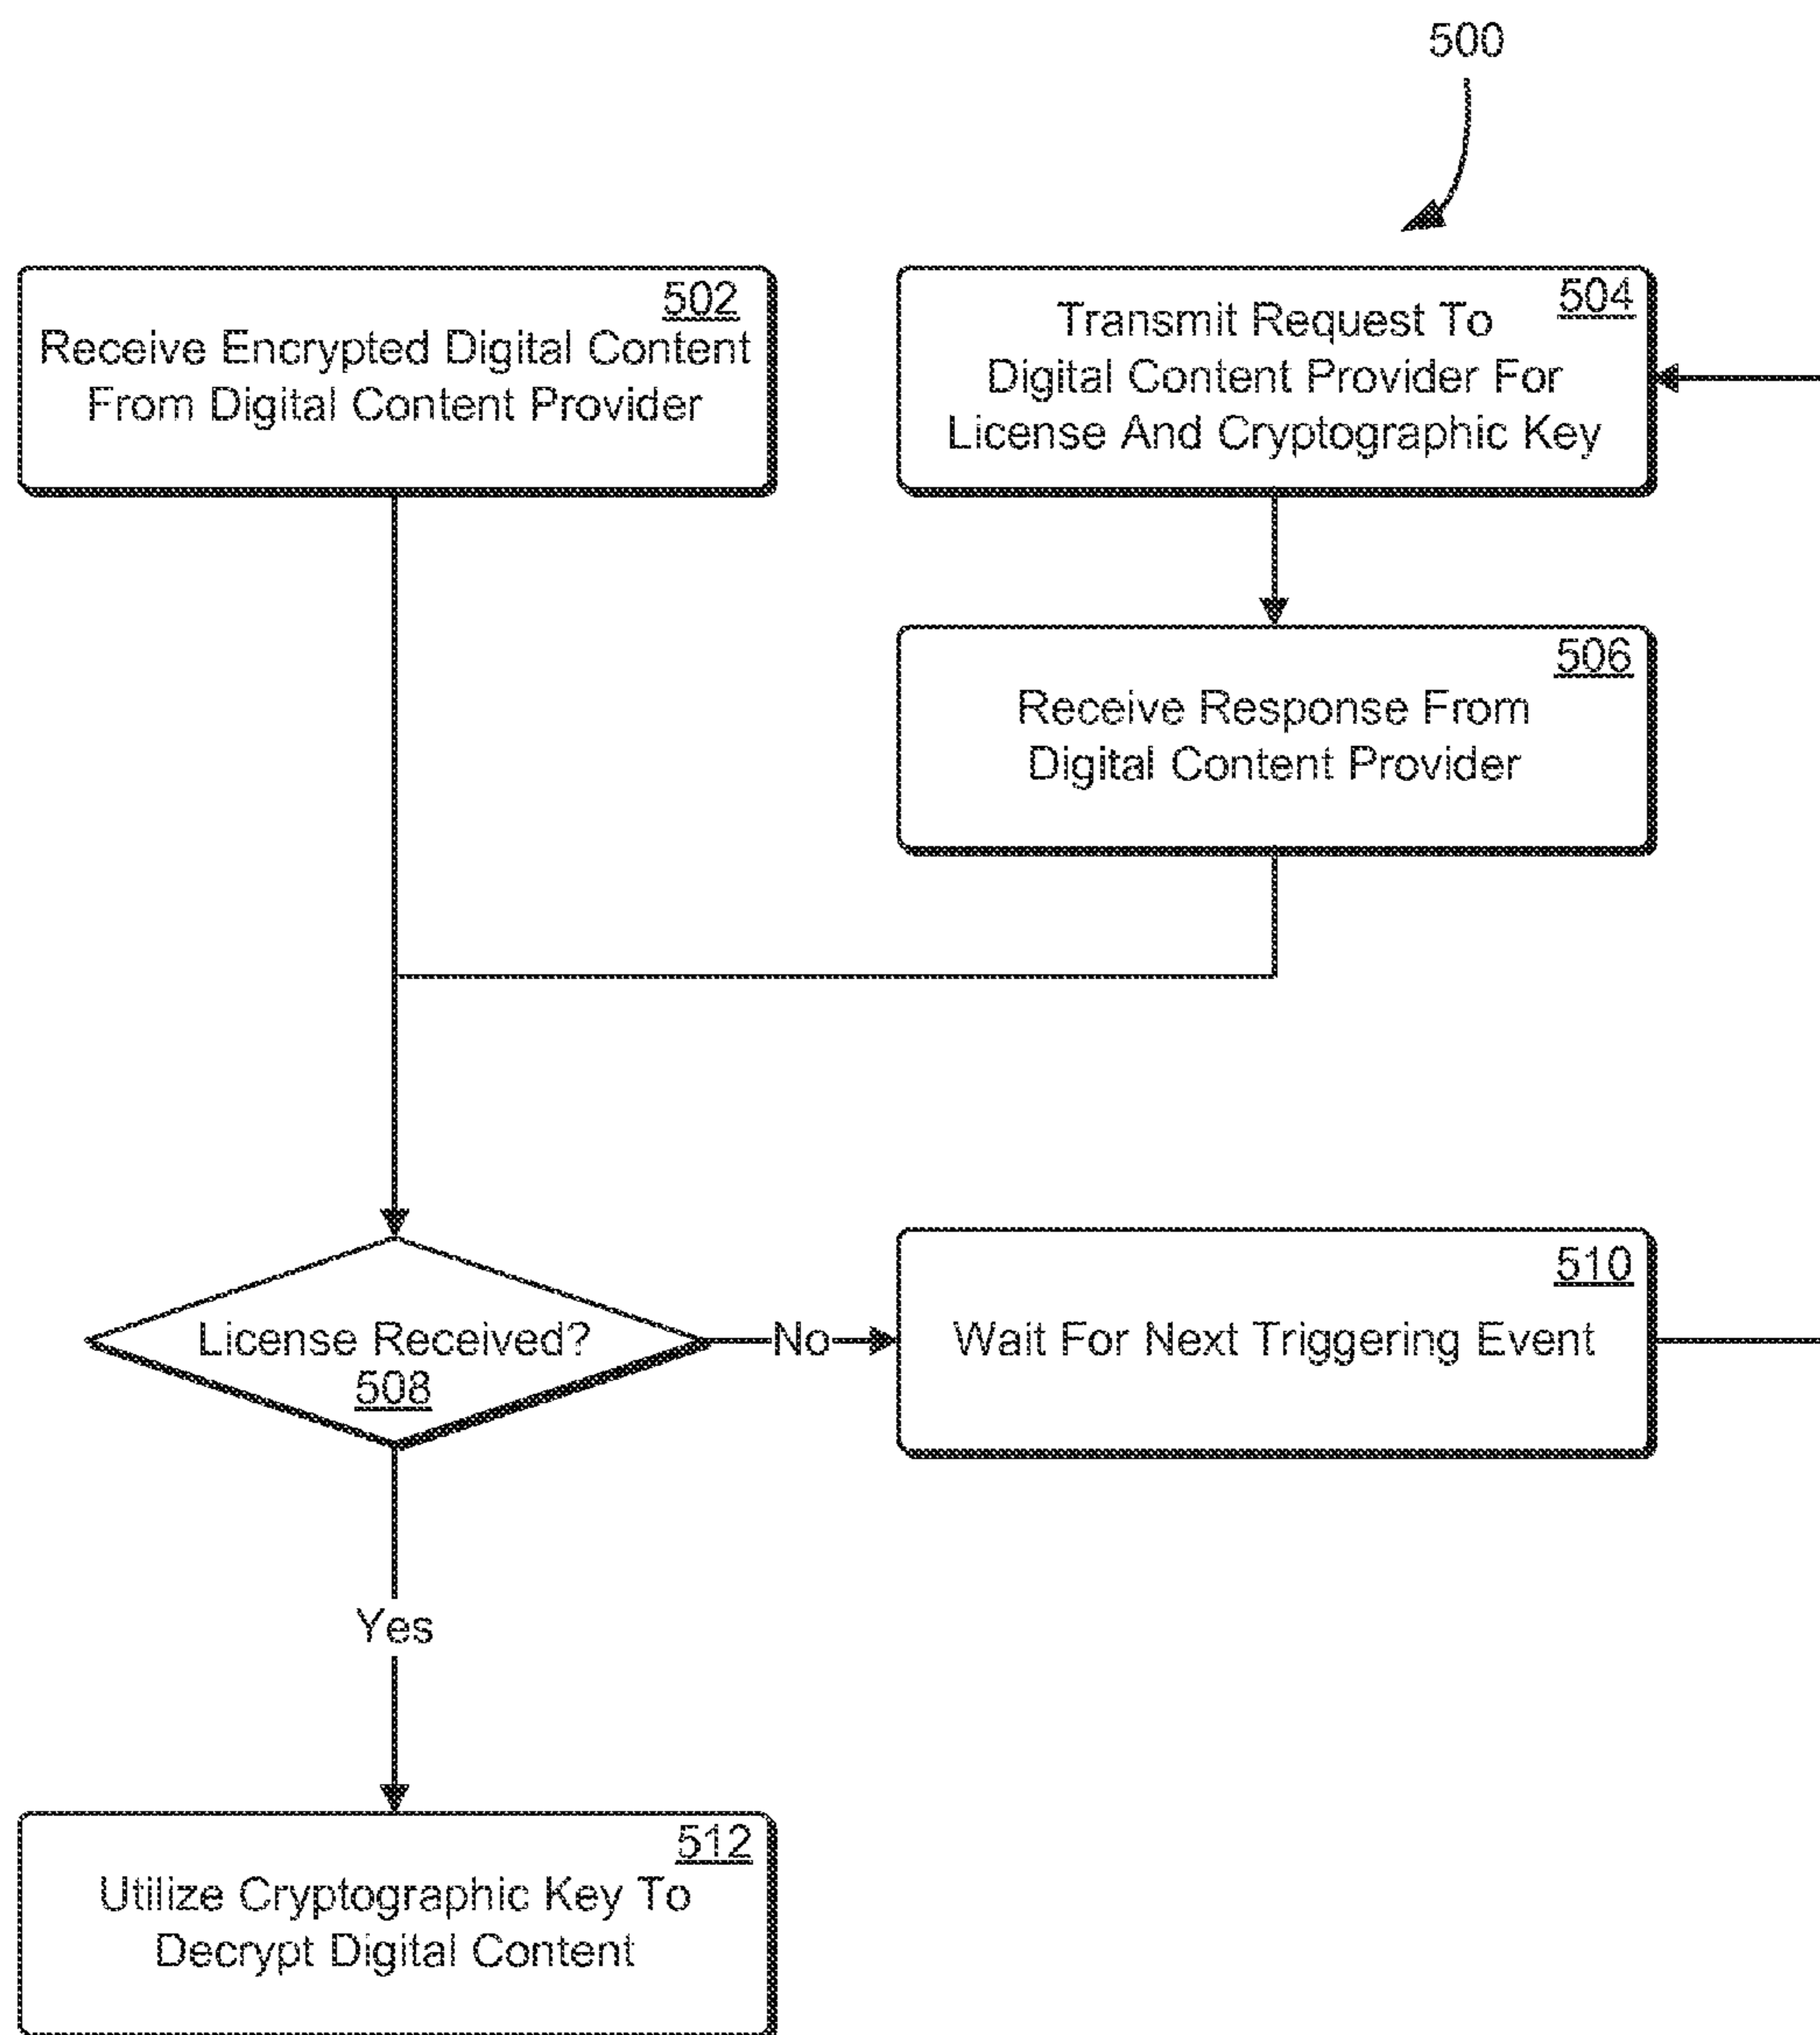 500
502
Receive Encrypted Digital Content
From Digital Content Provider
504
Transmit Request To
Digital Content Provider For
License And Cryptographic Key
506
Receive Response From
Digital Content Provider
License Received?
508
No
510
Wait For Next Triggering Event
Yes
512
Utilize Cryptographic Key To
Decrypt Digital Content